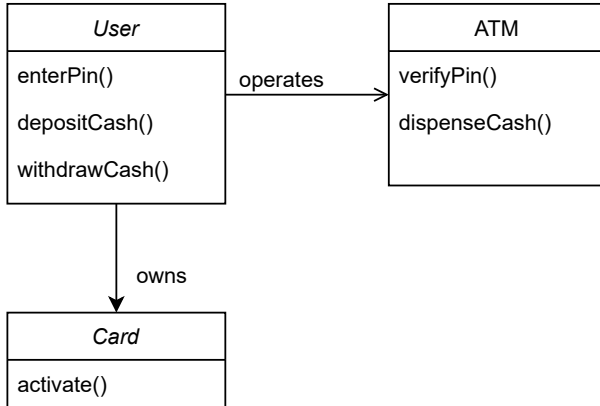 User
enterPin()
depositCash()
withdrawCash()
operates
ATM
verifyPin()
dispenseCash()
owns
Card
activate()